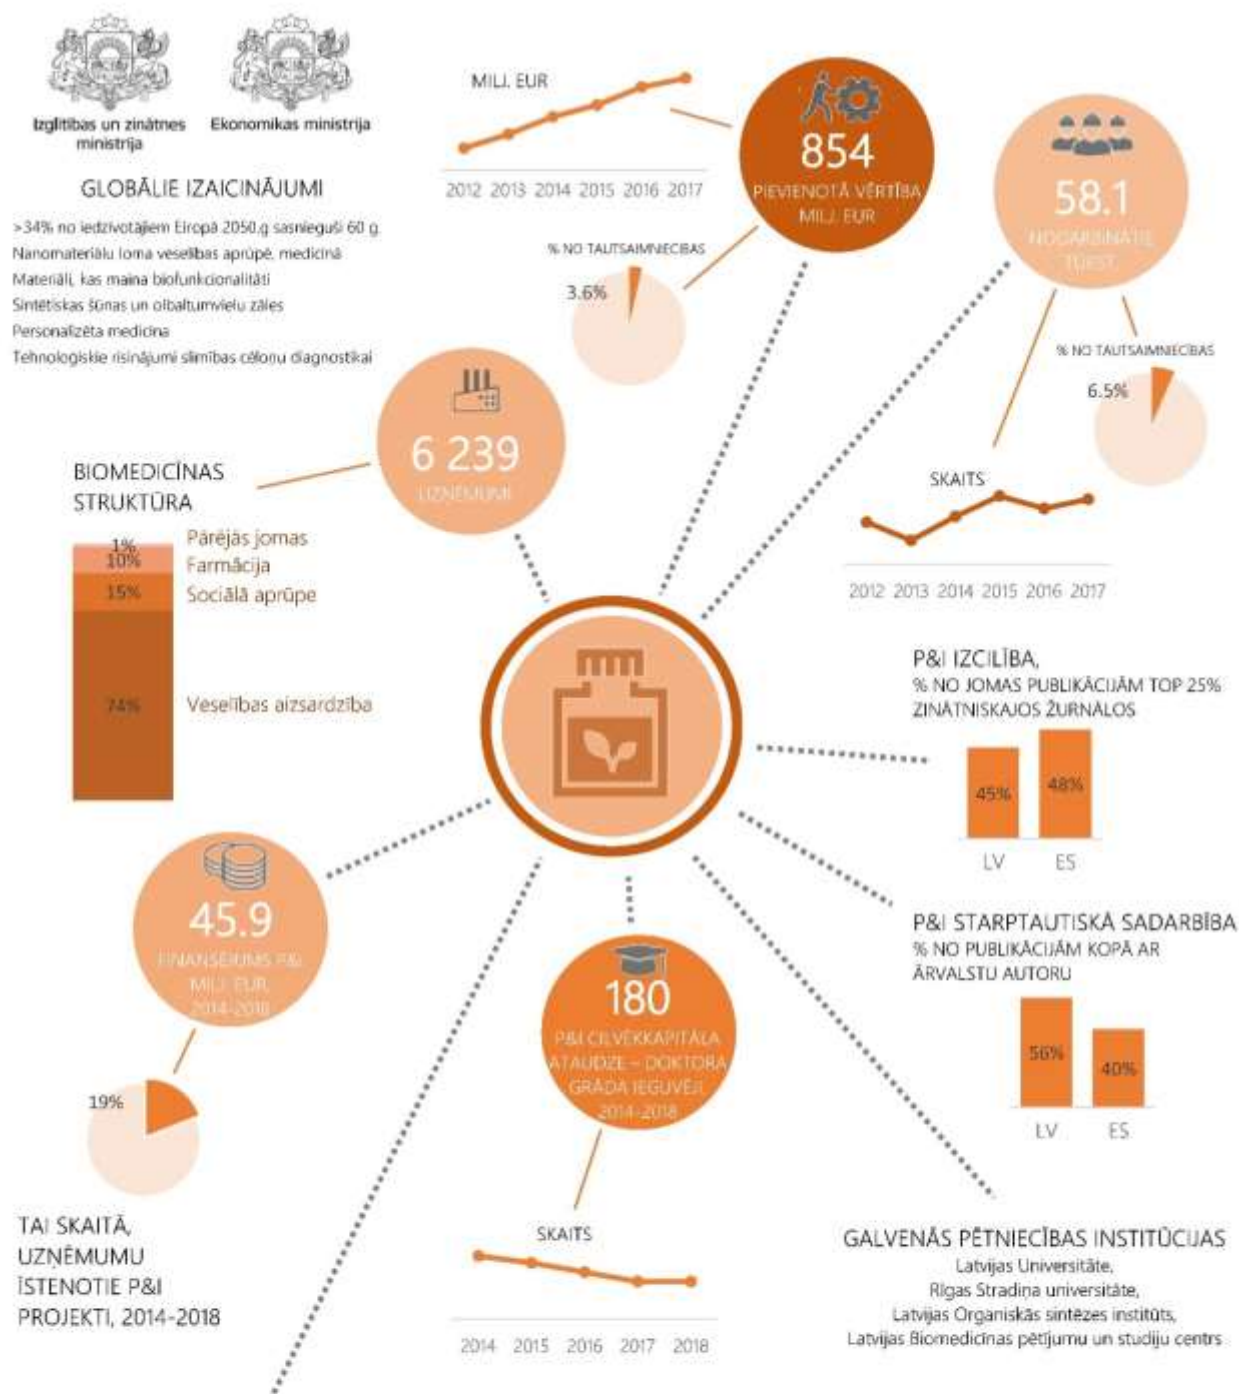 Izglītības un zinātnes
ministrija
Ekonomikas ministrija
GLOBĀLIE IZAICINĀJUMI
>34% no iedzīvotājiem Eiropā 2050.g sasnieguši 60 g.
Nanomateriālu loma veselības aprūpē, medicīnā
Materiāli, kas maina biofunkcionalitāti
Sintētiskas šūnas un olbaltumvielu zāles
Personalizēta medicīna
Tehnoloģiskie risinājumi slimības cēloņu diagnostikai
MILJ. EUR
2012 2013 2014 2015 2016 2017
854
PIEVIENOTĀ VĒRTĪBA
MILJ. EUR
% NO TAUTSAIMNIECĪBAS
3.6%
58.1
NODARBINĀTIE
TŪKST.
% NO TAUTSAIMNIECĪBAS
6.5%
SKAITS
2012 2013 2014 2015 2016 2017
6 239
UZŅĒMUMI
BIOMEDICĪNAS
STRUKTŪRA
1% Pārējās jomas
10% Farmācija
15% Sociālā aprūpe
74% Veselības aizsardzība
P&I IZCILĪBA,
% NO JOMAS PUBLIKĀCIJĀM TOP 25%
ZINĀTNISKAJOS ŽURNĀLOS
45% 48%
LV ES
P&I STARPTAUTISKĀ SADARBĪBA
% NO PUBLIKĀCIJĀM KOPĀ AR
ĀRVALSTU AUTORU
56% 40%
LV ES
45.9
FINANSĒJUMS P&I
MILJ. EUR,
2014-2018
19%
TAI SKAITĀ,
UZŅĒMUMU
ĪSTENOTIE P&I
PROJEKTI, 2014-2018
180
P&I CILVĒKKAPITĀLA
ATAUDZE – DOKTORA
GRĀDA IEGUVĒJI
2014-2018
SKAITS
2014 2015 2016 2017 2018
GALVENĀS PĒTNIECĪBAS INSTITŪCIJAS
Latvijas Universitāte,
Rīgas Stradiņa universitāte,
Latvijas Organiskās sintēzes institūts,
Latvijas Biomedicīnas pētījumu un studiju centrs